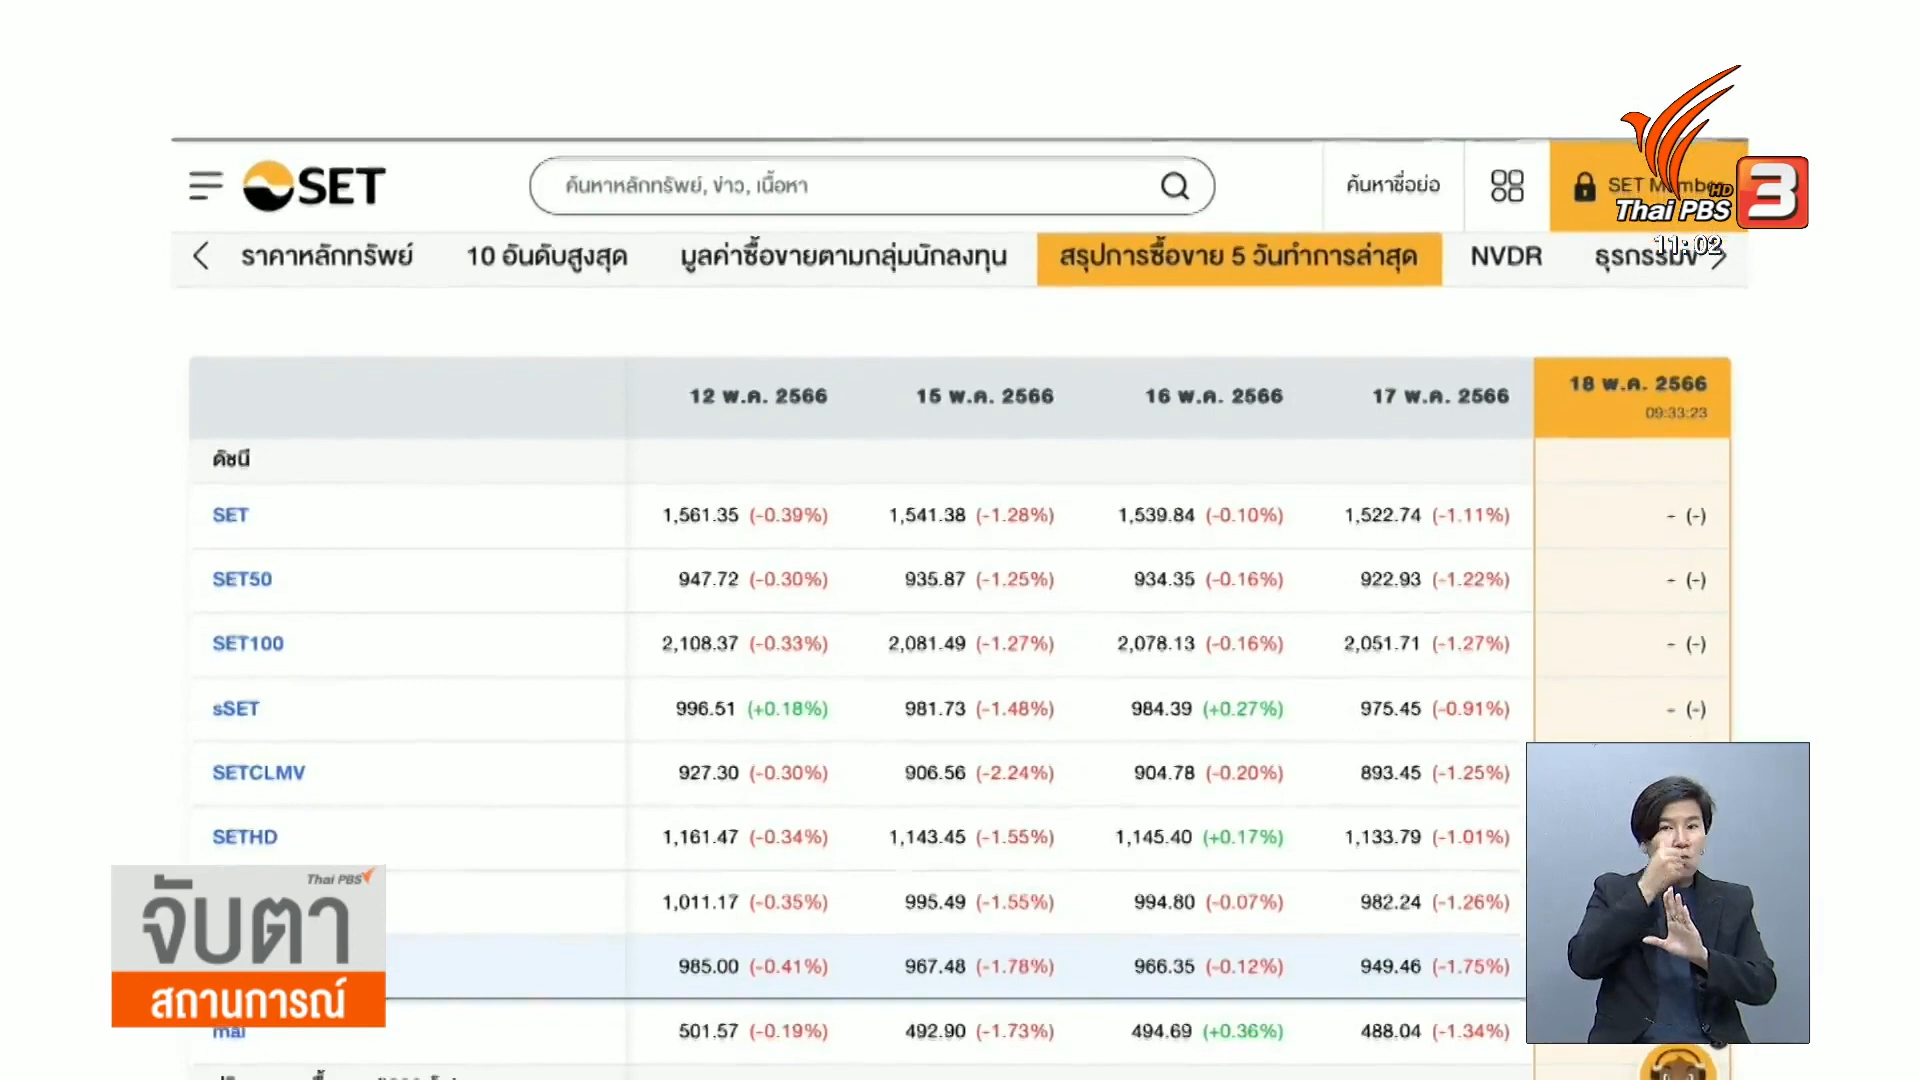 SET
ค้นหาหลักทรัพย์, ข่าว, เนื้อหา
ค้นหาชื่อย่อ
SET Membe
HD
Thai PBS
3
11:02
ราคาหลักทรัพย์ 10 อันดับสูงสุด มูลค่าซื้อขายตามกลุ่มนักลงทุน สรุปการซื้อขาย 5 วันทำการล่าสุด NVDR
12 พ.ค. 2566 15 พ.ค. 2566 16 พ.ค. 2566 17 พ.ค. 2566 18 พ.ค. 2566
09:33:23
ดัชนี
SET 1,561.35 (-0.39%) 1,541.38 (-1.28%) 1,539.84 (-0.10%) 1,522.74 (-1.11%) - (-)
SET50 947.72 (-0.30%) 935.87 (-1.25%) 934.35 (-0.16%) 922.93 (-1.22%) - (-)
SET100 2,108.37 (-0.33%) 2,081.49 (-1.27%) 2,078.13 (-0.16%) 2,051.71 (-1.27%) - (-)
sSET 996.51 (+0.18%) 981.73 (-1.48%) 984.39 (+0.27%) 975.45 (-0.91%) - (-)
SETCLMV 927.30 (-0.30%) 906.56 (-2.24%) 904.78 (-0.20%) 893.45 (-1.25%)
SETHD 1,161.47 (-0.34%) 1,143.45 (-1.55%) 1,145.40 (+0.17%) 1,133.79 (-1.01%)
1,011.17 (-0.35%) 995.49 (-1.55%) 994.80 (-0.07%) 982.24 (-1.26%)
985.00 (-0.41%) 967.48 (-1.78%) 966.35 (-0.12%) 949.46 (-1.75%)
mai 501.57 (-0.19%) 492.90 (-1.73%) 494.69 (+0.36%) 488.04 (-1.34%)
Thai PBS
จับตา
สถานการณ์